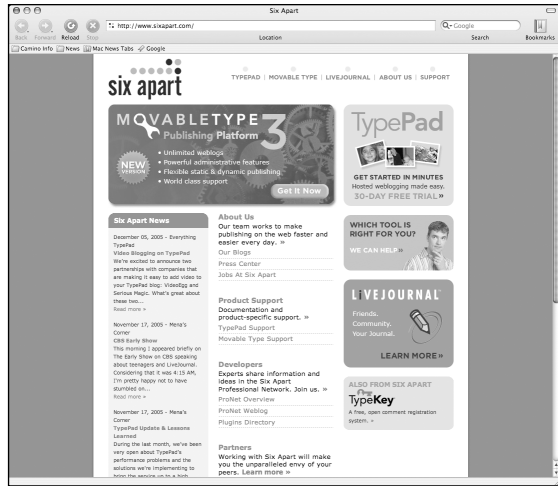 Six Apart
http://www.sixapart.com/
Google
Back Forward Reload Stop
Location
Search
Bookmarks
Camino Info News Mac News Tabs Google
six apart
TYPEPAD | MOVABLE TYPE | LIVEJOURNAL | ABOUT US | SUPPORT
MOVABLETYPE 3
Publishing Platform
NEW VERSION
• Unlimited weblogs
• Powerful administrative features
• Flexible static & dynamic publishing
• World class support
Get It Now
TypePad
GET STARTED IN MINUTES
Hosted weblogging made easy.
30-DAY FREE TRIAL »
Six Apart News
December 05, 2005 - Everything
TypePad
Video Blogging on TypePad
We're excited to announce two
partnerships with companies that
are making it easy to add video to
your TypePad blog: VideoEgg and
Serious Magic. What's great about
these two...
Read more »
November 17, 2005 - Mena's
Corner
CBS Early Show
This morning I appeared briefly on
The Early Show on CBS speaking
about teenagers and LiveJournal.
Considering that it was 4:15 AM,
I'm pretty happy not to have
stumbled on...
Read more »
November 17, 2005 - Mena's
Corner
TypePad Update & Lessons
Learned
During the last month, we've been
very open about TypePad's
performance problems and the
solutions we're implementing to
bring the service up to a high
About Us
Our team works to make
publishing on the web faster and
easier every day. »
Our Blogs
Press Center
Jobs At Six Apart
Product Support
Documentation and
product-specific support. »
TypePad Support
Movable Type Support
Developers
Experts share information and
ideas in the Six Apart
Professional Network. Join us. »
ProNet Overview
ProNet Weblog
Plugins Directory
Partners
Working with Six Apart will make
you the unparalleled envy of your
peers. Learn more »
WHICH TOOL IS
RIGHT FOR YOU?
WE CAN HELP »
LiVEJOURNAL
Friends.
Community.
Your Journal.
LEARN MORE »
ALSO FROM SIX APART
TypeKey
A free, open comment registration
system. »